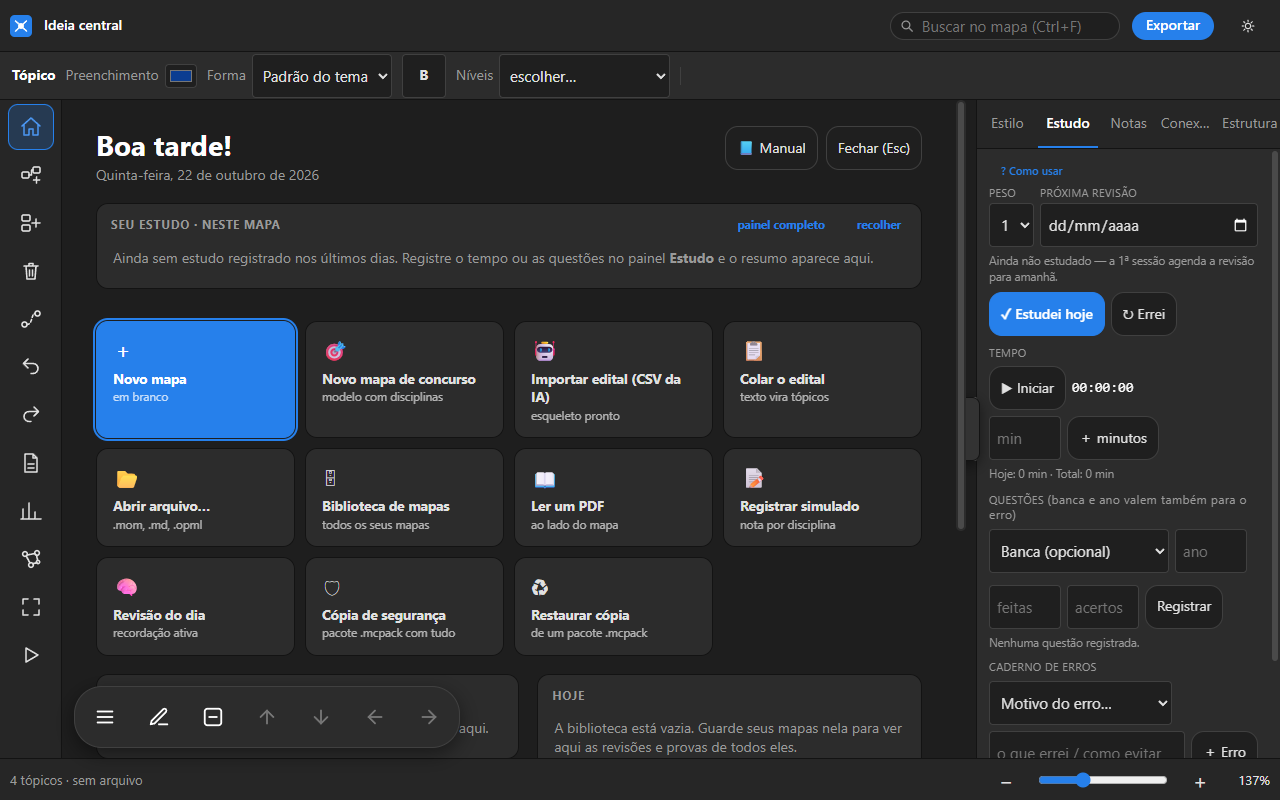 Ideia central
Buscar no mapa (Ctrl+F)
Exportar
Tópico
Preenchimento
Forma
Padrão do tema
B
Níveis
escolher...
Boa tarde!
Quinta-feira, 22 de outubro de 2026
Manual
Fechar (Esc)
SEU ESTUDO · NESTE MAPA
painel completo
recolher
Ainda sem estudo registrado nos últimos dias. Registre o tempo ou as questões no painel Estudo e o resumo aparece aqui.
+
Novo mapa
em branco
Novo mapa de concurso
modelo com disciplinas
Importar edital (CSV da
IA)
esqueleto pronto
Colar o edital
texto vira tópicos
Abrir arquivo...
.mom, .md, .opml
Biblioteca de mapas
todos os seus mapas
Ler um PDF
ao lado do mapa
Registrar simulado
nota por disciplina
Revisão do dia
recordação ativa
Cópia de segurança
pacote .mcpack com tudo
Restaurar cópia
de um pacote .mcpack
aqui.
HOJE
A biblioteca está vazia. Guarde seus mapas nela para ver
aqui as revisões e provas de todos eles.
Estilo
Estudo
Notas
Conex...
Estrutura
? Como usar
PESO
PRÓXIMA REVISÃO
1
dd/mm/aaaa
Ainda não estudado — a 1ª sessão agenda a revisão
para amanhã.
✓ Estudei hoje
↻ Errei
TEMPO
▶ Iniciar
00:00:00
min
+ minutos
Hoje: 0 min · Total: 0 min
QUESTÕES (banca e ano valem também para o
erro)
Banca (opcional)
ano
feitas
acertos
Registrar
Nenhuma questão registrada.
CADERNO DE ERROS
Motivo do erro...
o que errei / como evitar
+ Erro
4 tópicos · sem arquivo
−
+
137%